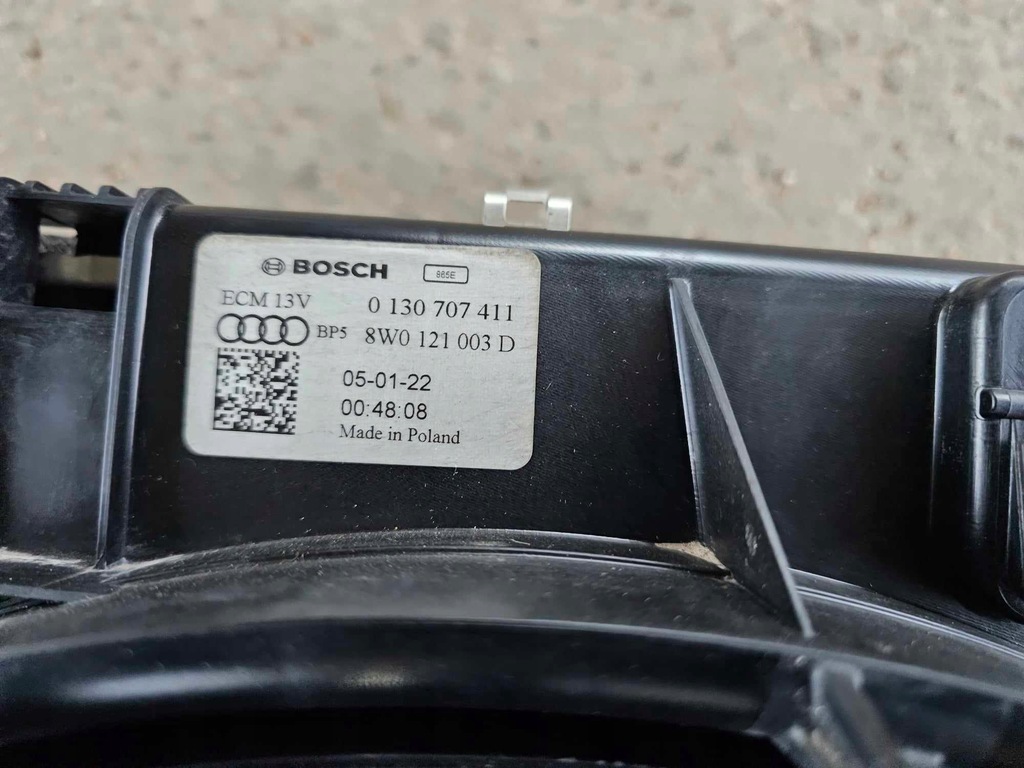 BOSCH 865E
ECM 13V 0 130 707 411
BP5 8W0 121 003 D
05-01-22
00:48:08
Made in Poland